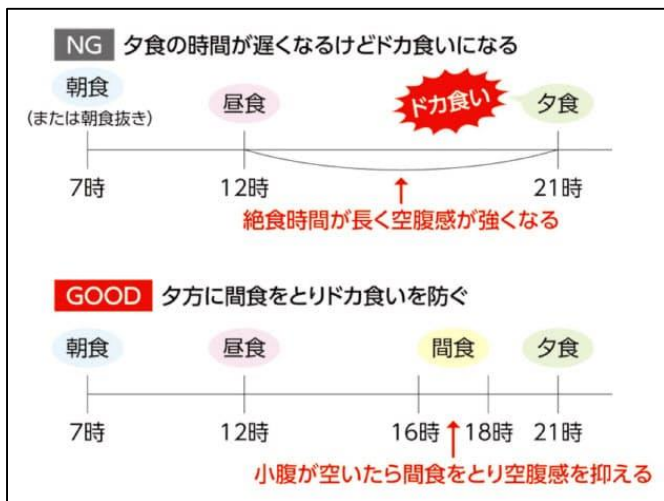 NG 夕食の時間が遅くなるけどドカ食いになる
朝食
(または朝食抜き)
昼食
ドカ食い
夕食
7時
12時
21時
絶食時間が長く空腹感が強くなる
GOOD 夕方に間食をとりドカ食いを防ぐ
朝食
昼食
間食
夕食
7時
12時
16時
18時
21時
小腹が空いたら間食をとり空腹感を抑える